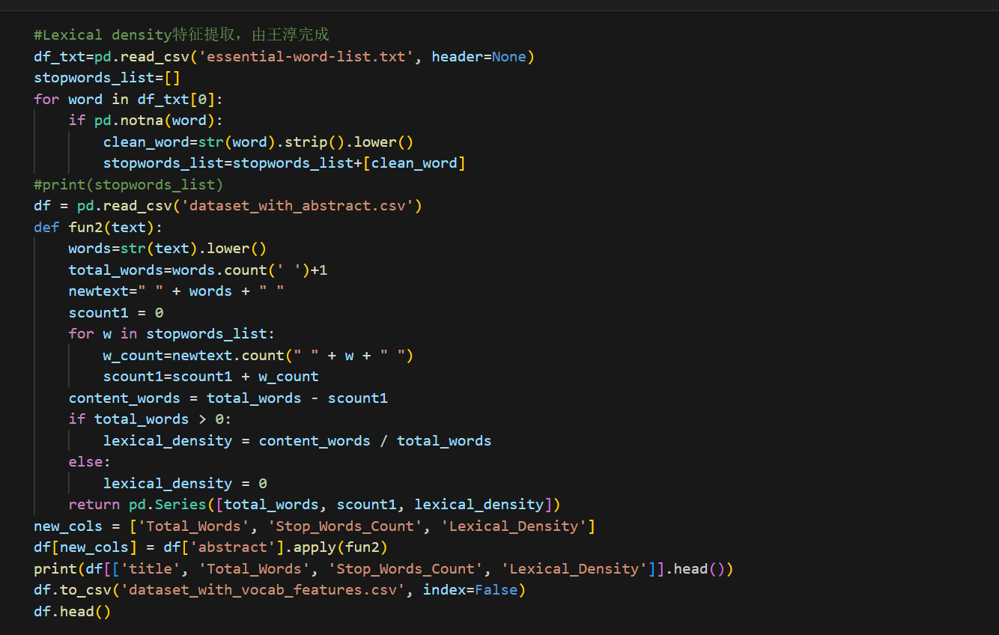 #Lexical density特征提取，由王淳完成
df_txt=pd.read_csv('essential-word-list.txt', header=None)
stopwords_list=[]
for word in df_txt[0]:
    if pd.notna(word):
        clean_word=str(word).strip().lower()
        stopwords_list=stopwords_list+[clean_word]
#print(stopwords_list)
df = pd.read_csv('dataset_with_abstract.csv')
def fun2(text):
    words=str(text).lower()
    total_words=words.count(' ')+1
    newtext=" " + words + " "
    scount1 = 0
    for w in stopwords_list:
        w_count=newtext.count(" " + w + " ")
        scount1=scount1 + w_count
    content_words = total_words - scount1
    if total_words > 0:
        lexical_density = content_words / total_words
    else:
        lexical_density = 0
    return pd.Series([total_words, scount1, lexical_density])
new_cols = ['Total_Words', 'Stop_Words_Count', 'Lexical_Density']
df[new_cols] = df['abstract'].apply(fun2)
print(df[['title', 'Total_Words', 'Stop_Words_Count', 'Lexical_Density']].head())
df.to_csv('dataset_with_vocab_features.csv', index=False)
df.head()